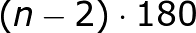 (n − 2) · 180